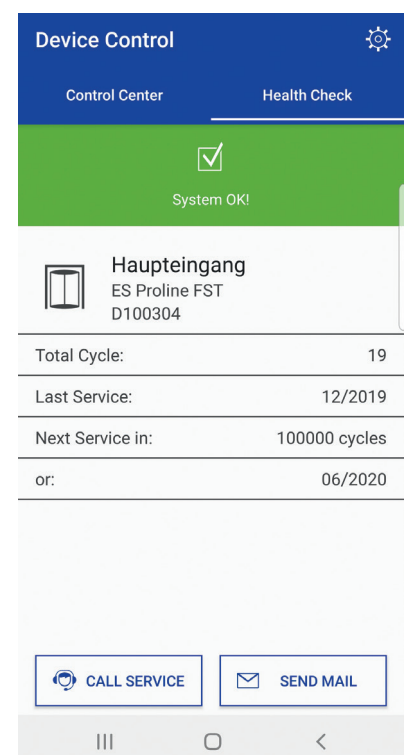 Device Control
Control Center
Health Check
System OK!
Haupteingang
ES Proline FST
D100304
Total Cycle: 19
Last Service: 12/2019
Next Service in: 100000 cycles
or: 06/2020
CALL SERVICE
SEND MAIL